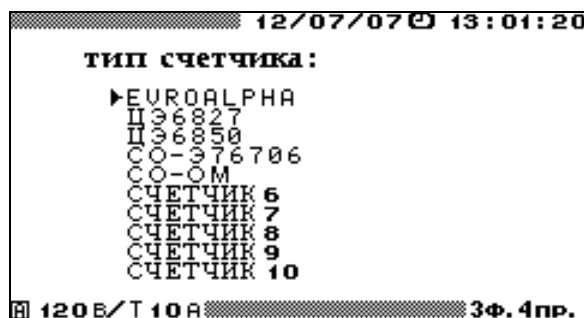 12/07/07 13:01:20
тип счетчика:
EVROALPHA
ЦЭ6827
ЦЭ6850
СО-Э76706
СО-ОМ
СЧЕТЧИК 6
СЧЕТЧИК 7
СЧЕТЧИК 8
СЧЕТЧИК 9
СЧЕТЧИК 10
А 120В/Т10А 3Ф.4пр.